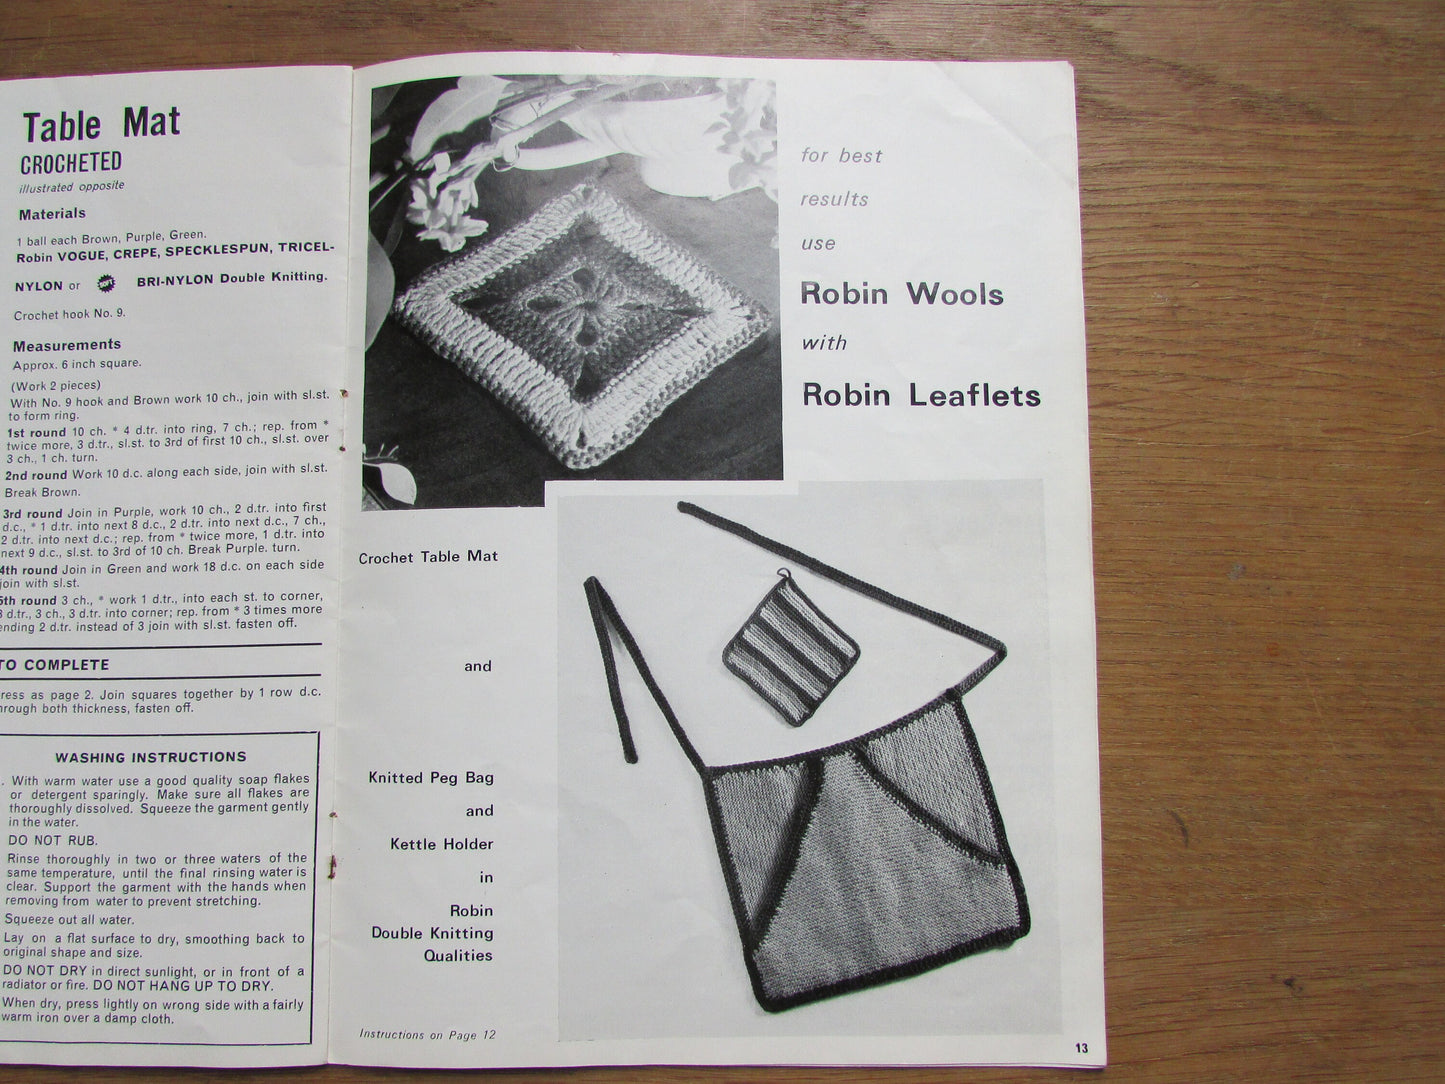 Table Mat
CROCHETED
illustrated opposite
Materials
1 ball each Brown, Purple, Green.
Robin VOGUE, CREPE, SPECKLESPUN, TRICEL-
NYLON or BRI-NYLON Double Knitting.
Crochet hook No. 9.
Measurements
Approx. 6 inch square.
(Work 2 pieces)
With No. 9 hook and Brown work 10 ch., join with sl.st.
to form ring.
1st round 10 ch. * 4 d.tr. into ring, 7 ch.; rep. from *
twice more, 3 d.tr., sl.st. to 3rd of first 10 ch., sl.st. over
3 ch., 1 ch. turn.
2nd round Work 10 d.c. along each side, join with sl.st.
Break Brown.
3rd round Join in Purple, work 10 ch., 2 d.tr. into first
d.c., * 1 d.tr. into next 8 d.c., 2 d.tr. into next d.c., 7 ch.,
2 d.tr. into next d.c.; rep. from * twice more, 1 d.tr. into
next 9 d.c., sl.st. to 3rd of 10 ch. Break Purple. turn.
4th round Join in Green and work 18 d.c. on each side
join with sl.st.
5th round 3 ch., * work 1 d.tr., into each st. to corner,
3 d.tr., 3 ch., 3 d.tr. into corner; rep. from * 3 times more
ending 2 d.tr. instead of 3 join with sl.st. fasten off.
TO COMPLETE
ress as page 2. Join squares together by 1 row d.c.
hrough both thickness, fasten off.
WASHING INSTRUCTIONS
. With warm water use a good quality soap flakes
or detergent sparingly. Make sure all flakes are
thoroughly dissolved. Squeeze the garment gently
in the water.
DO NOT RUB.
Rinse thoroughly in two or three waters of the
same temperature, until the final rinsing water is
clear. Support the garment with the hands when
removing from water to prevent stretching.
Squeeze out all water.
Lay on a flat surface to dry, smoothing back to
original shape and size.
DO NOT DRY in direct sunlight, or in front of a
radiator or fire. DO NOT HANG UP TO DRY.
When dry, press lightly on wrong side with a fairly
warm iron over a damp cloth.
for best
results
use
Robin Wools
with
Robin Leaflets
Crochet Table Mat
and
Knitted Peg Bag
and
Kettle Holder
in
Robin
Double Knitting
Qualities
Instructions on Page 12
13